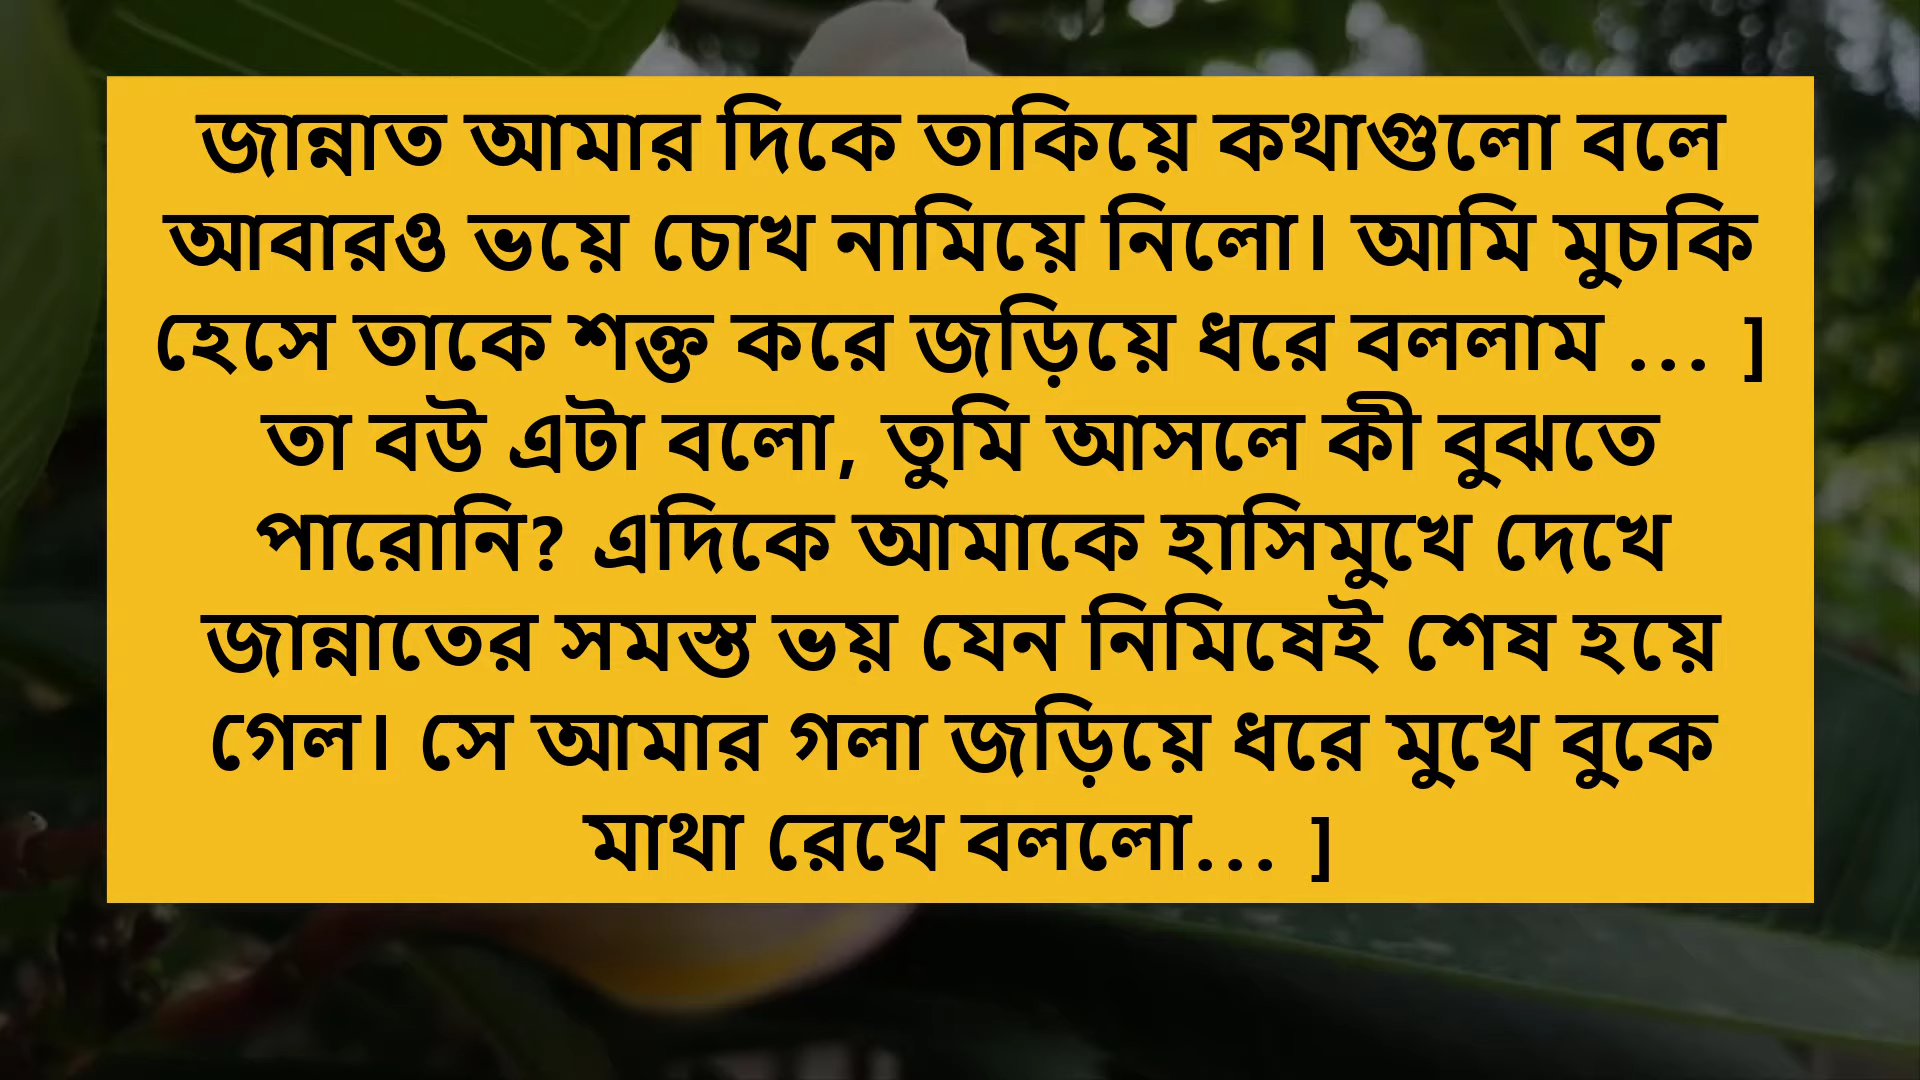 জান্নাত আমার দিকে তাকিয়ে কথাগুলো বলে
আবারও ভয়ে চোখ নামিয়ে নিলো। আমি মুচকি
হেসে তাকে শক্ত করে জড়িয়ে ধরে বললাম ... ]
তা বউ এটা বলো, তুমি আসলে কী বুঝতে
পারোনি? এদিকে আমাকে হাসিমুখে দেখে
জান্নাতের সমস্ত ভয় যেন নিমিষেই শেষ হয়ে
গেল। সে আমার গলা জড়িয়ে ধরে মুখে বুকে
মাথা রেখে বললো... ]